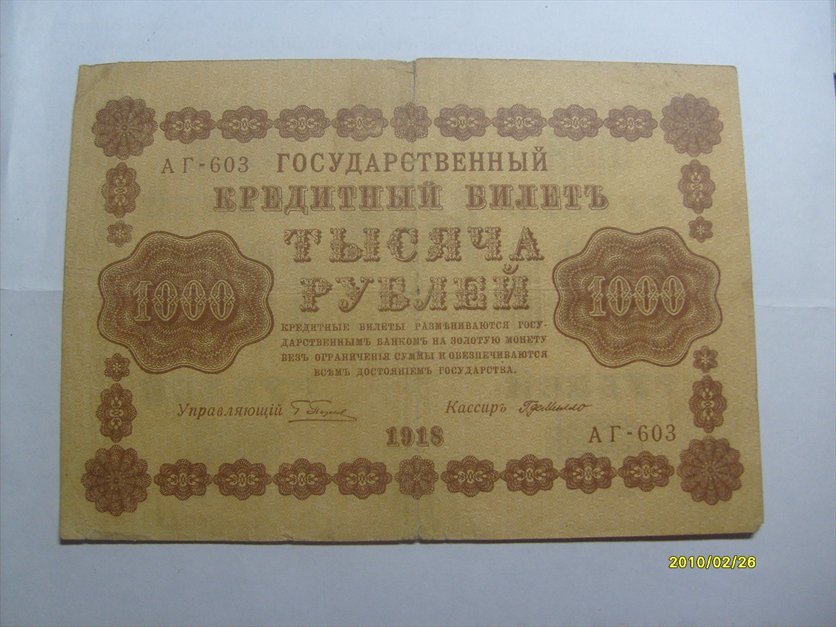 АГ-603 ГОСУДАРСТВЕННЫЙ
КРЕДИТНЫЙ БИЛЕТЪ
ТЫСЯЧА
РУБЛЕЙ
1000
1000
КРЕДИТНЫЕ БИЛЕТЫ РАЗМѢНИВАЮТСЯ ГОСУ-
ДАРСТВЕННЫМЪ БАНКОМЪ НА ЗОЛОТУЮ МОНЕТУ
БЕЗЪ ОГРАНИЧЕНІЯ СУММЫ И ОБЕЗПЕЧИВАЮТСЯ
ВСѢМЪ ДОСТОЯНІЕМЪ ГОСУДАРСТВА.
Управляющій
Кассиръ
1918
АГ-603
2010/02/26